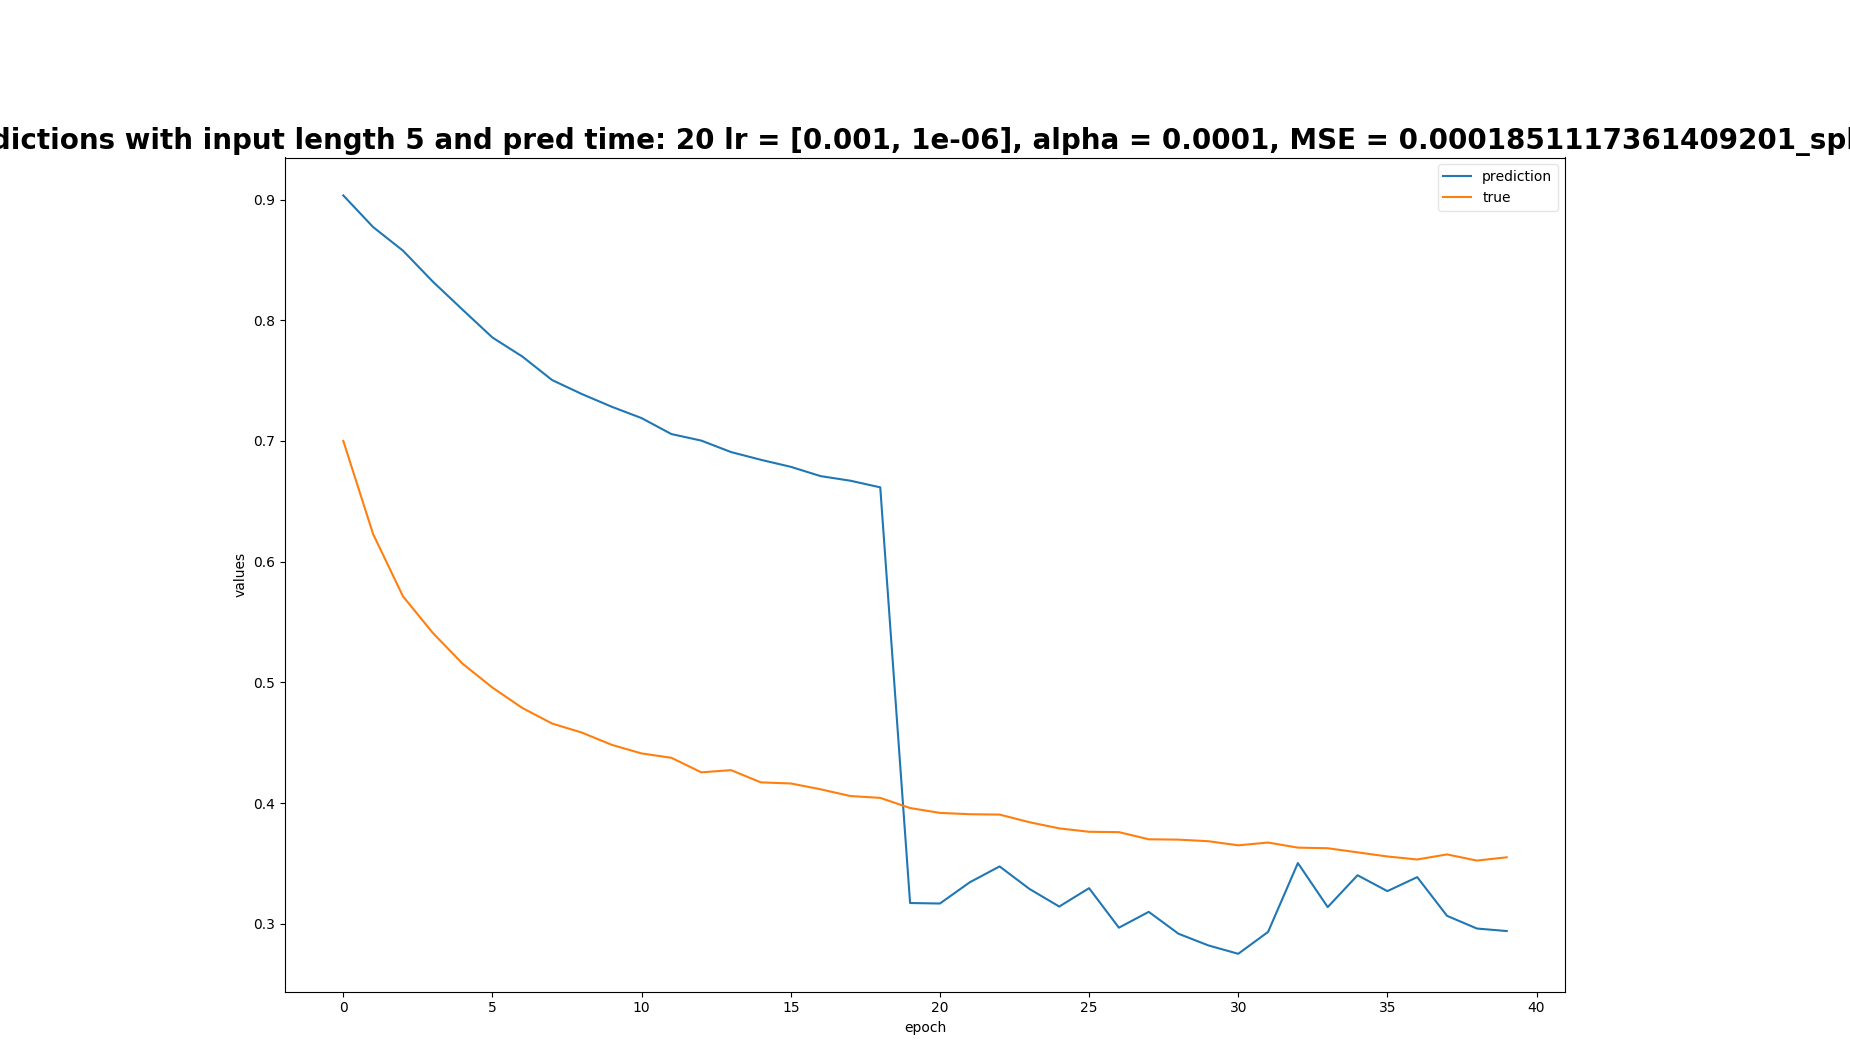 dictions with input length 5 and pred time: 20 lr = [0.001, 1e-06], alpha = 0.0001, MSE = 0.0001851117361409201_spl
prediction
true
0.9
0.8
0.7
0.6
0.5
0.4
0.3
values
0 5 10 15 20 25 30 35 40
epoch